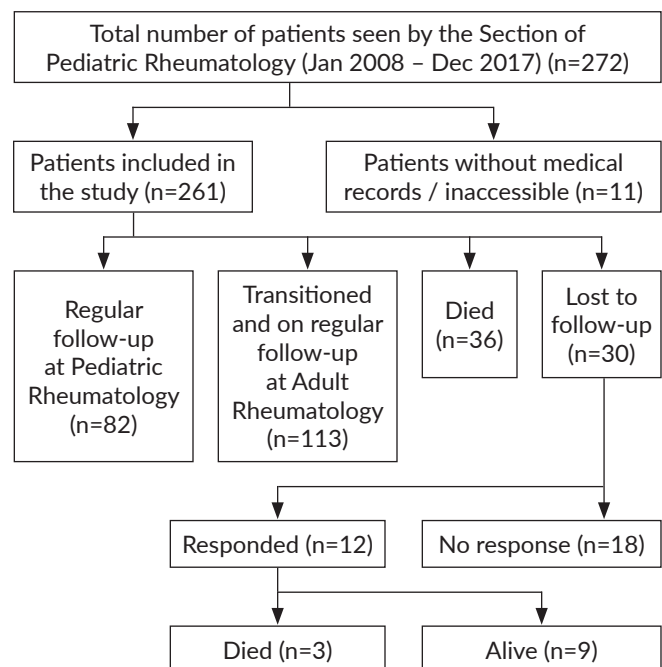 Total number of patients seen by the Section of
Pediatric Rheumatology (Jan 2008 – Dec 2017) (n=272)
Patients included in
the study (n=261)
Patients without medical
records / inaccessible (n=11)
Regular
follow-up
at Pediatric
Rheumatology
(n=82)
Transitioned
and on regular
follow-up
at Adult
Rheumatology
(n=113)
Died
(n=36)
Lost to
follow-up
(n=30)
Responded (n=12)
No response (n=18)
Died (n=3)
Alive (n=9)